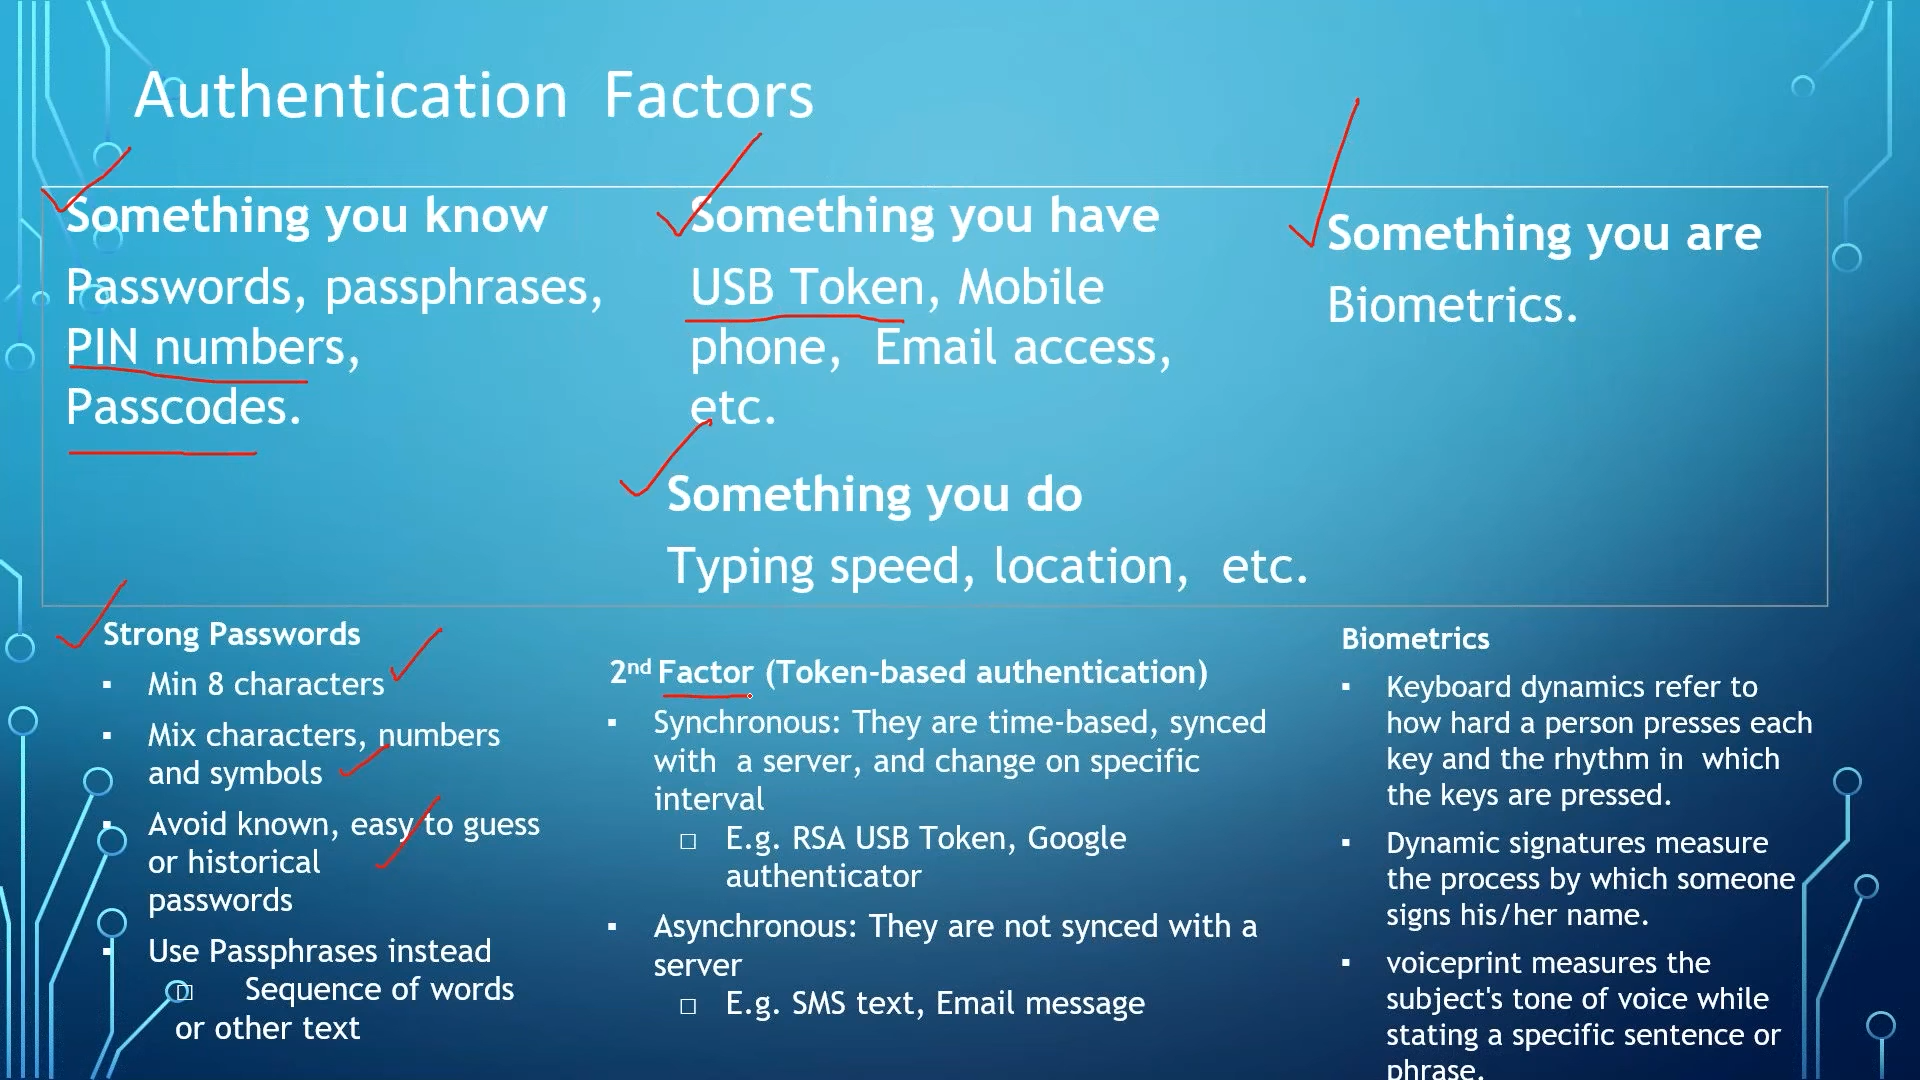 Authentication Factors
Something you know
Passwords, passphrases,
PIN numbers,
Passcodes.
Something you have
USB Token, Mobile
phone, Email access,
etc.
Something you do
Typing speed, location, etc.
Something you are
Biometrics.
Strong Passwords
▪ Min 8 characters
▪ Mix characters, numbers
and symbols
▪ Avoid known, easy to guess
or historical
passwords
▪ Use Passphrases instead
□ Sequence of words
or other text
2nd Factor (Token-based authentication)
▪ Synchronous: They are time-based, synced
with a server, and change on specific
interval
□ E.g. RSA USB Token, Google
authenticator
▪ Asynchronous: They are not synced with a
server
□ E.g. SMS text, Email message
Biometrics
▪ Keyboard dynamics refer to
how hard a person presses each
key and the rhythm in which
the keys are pressed.
▪ Dynamic signatures measure
the process by which someone
signs his/her name.
▪ voiceprint measures the
subject's tone of voice while
stating a specific sentence or
phrase.